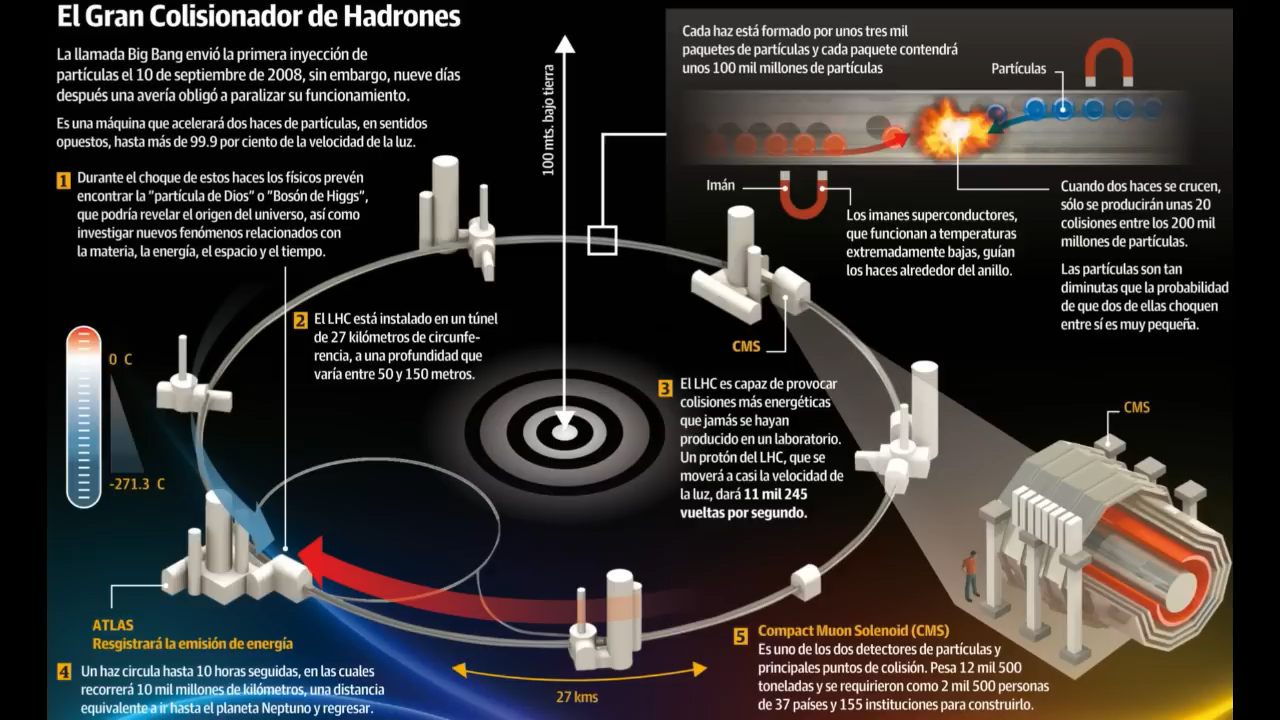 El Gran Colisionador de Hadrones
La llamada Big Bang envió la primera inyección de
partículas el 10 de septiembre de 2008, sin embargo, nueve días
después una avería obligó a paralizar su funcionamiento.
Es una máquina que acelerará dos haces de partículas, en sentidos
opuestos, hasta más de 99.9 por ciento de la velocidad de la luz.
1
Durante el choque de estos haces los físicos prevén
encontrar la "partícula de Dios" o "Bosón de Higgs",
que podría revelar el origen del universo, así como
investigar nuevos fenómenos relacionados con
la materia, la energía, el espacio y el tiempo.
100 mts. bajo tierra
Cada haz está formado por unos tres mil
paquetes de partículas y cada paquete contendrá
unos 100 mil millones de partículas
Partículas
Imán
Los imanes superconductores,
que funcionan a temperaturas
extremadamente bajas, guían
los haces alrededor del anillo.
Cuando dos haces se crucen,
sólo se producirán unas 20
colisiones entre los 200 mil
millones de partículas.
Las partículas son tan
diminutas que la probabilidad
de que dos de ellas choquen
entre sí es muy pequeña.
2
El LHC está instalado en un túnel
de 27 kilómetros de circunfe-
rencia, a una profundidad que
varía entre 50 y 150 metros.
0 C
-271.3 C
CMS
3
El LHC es capaz de provocar
colisiones más energéticas
que jamás se hayan
producido en un laboratorio.
Un protón del LHC, que se
moverá a casi la velocidad de
la luz, dará 11 mil 245
vueltas por segundo.
CMS
ATLAS
Resgistrará la emisión de energía
4
Un haz circula hasta 10 horas seguidas, en las cuales
recorrerá 10 mil millones de kilómetros, una distancia
equivalente a ir hasta el planeta Neptuno y regresar.
27 kms
5
Compact Muon Solenoid (CMS)
Es uno de los dos detectores de partículas y
principales puntos de colisión. Pesa 12 mil 500
toneladas y se requirieron como 2 mil 500 personas
de 37 países y 155 instituciones para construirlo.